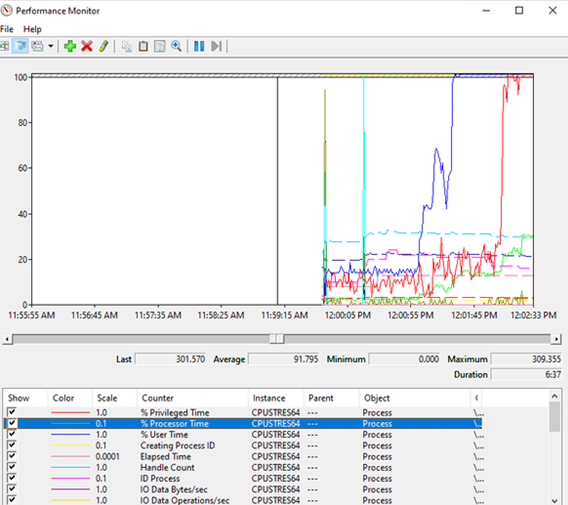 Performance Monitor
File Help
100
80
60
40
20
0
11:55:55 AM 11:56:45 AM 11:57:35 AM 11:58:25 AM 11:59:15 AM 12:00:05 PM 12:00:55 PM 12:01:45 PM 12:02:33 PM
Last 301.570 Average 91.795 Minimum 0.000 Maximum 309.355
Duration 6:37
Show Color Scale Counter Instance Parent Object
1.0 % Privileged Time CPUSTRES64 --- Process \...
0.1 % Processor Time CPUSTRES64 --- Process \...
1.0 % User Time CPUSTRES64 --- Process \...
0.1 Creating Process ID CPUSTRES64 --- Process \...
0.0001 Elapsed Time CPUSTRES64 --- Process \...
1.0 Handle Count CPUSTRES64 --- Process \...
0.1 ID Process CPUSTRES64 --- Process \...
1.0 IO Data Bytes/sec CPUSTRES64 --- Process \...
1.0 IO Data Operations/sec CPUSTRES64 --- Process \...